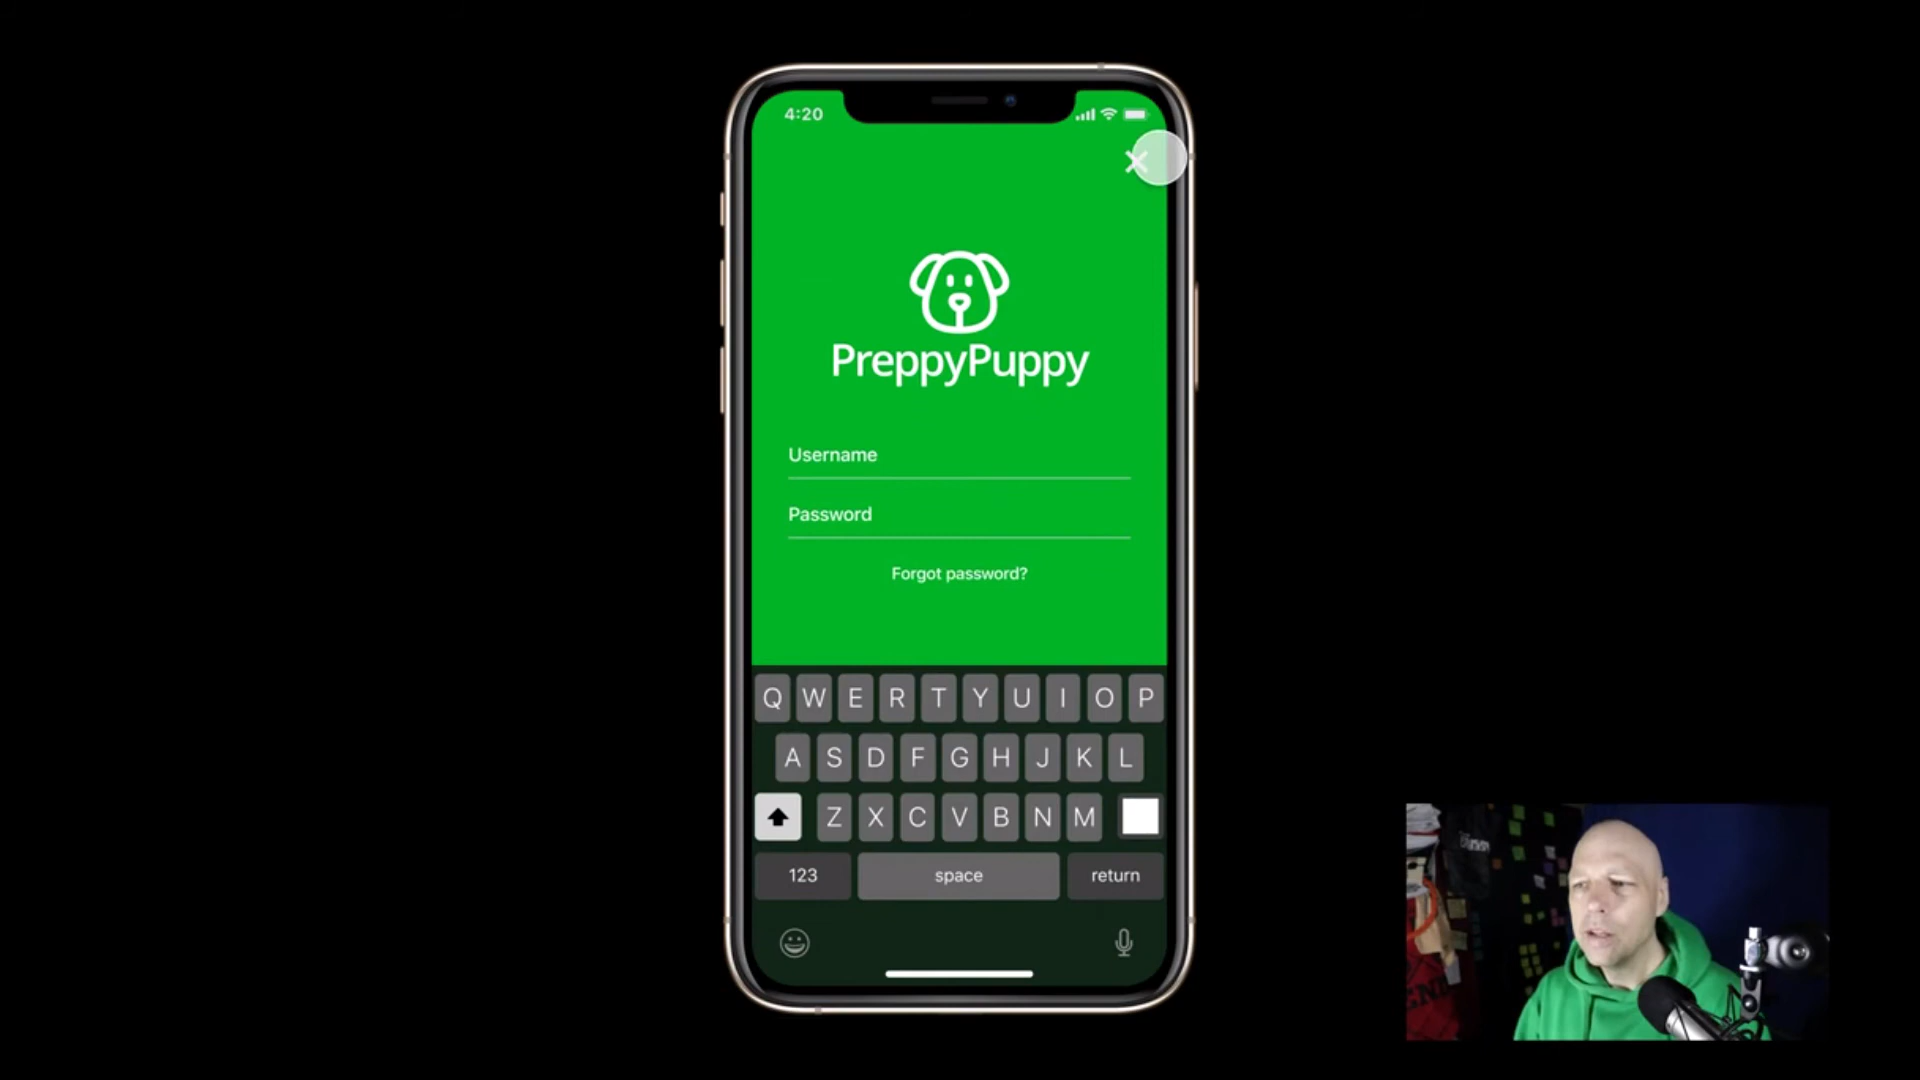 4:20
PreppyPuppy
Username
Password
Forgot password?
Q W E R T Y U I O P
A S D F G H J K L
Z X C V B N M
123 space return